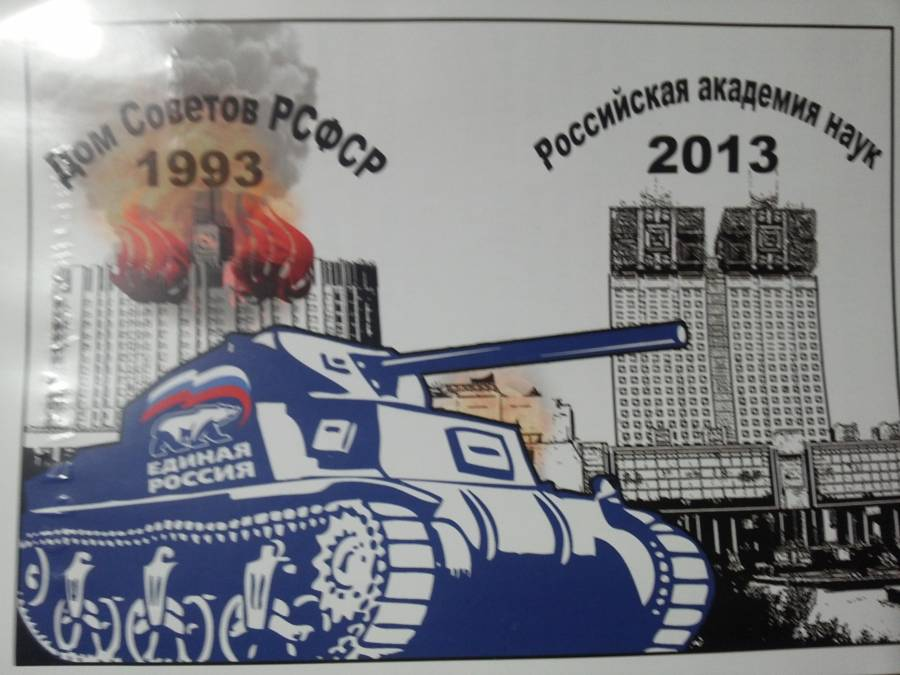 Дом Советов РСФСР
1993
Российская академия наук
2013
ЕДИНАЯ
РОССИЯ